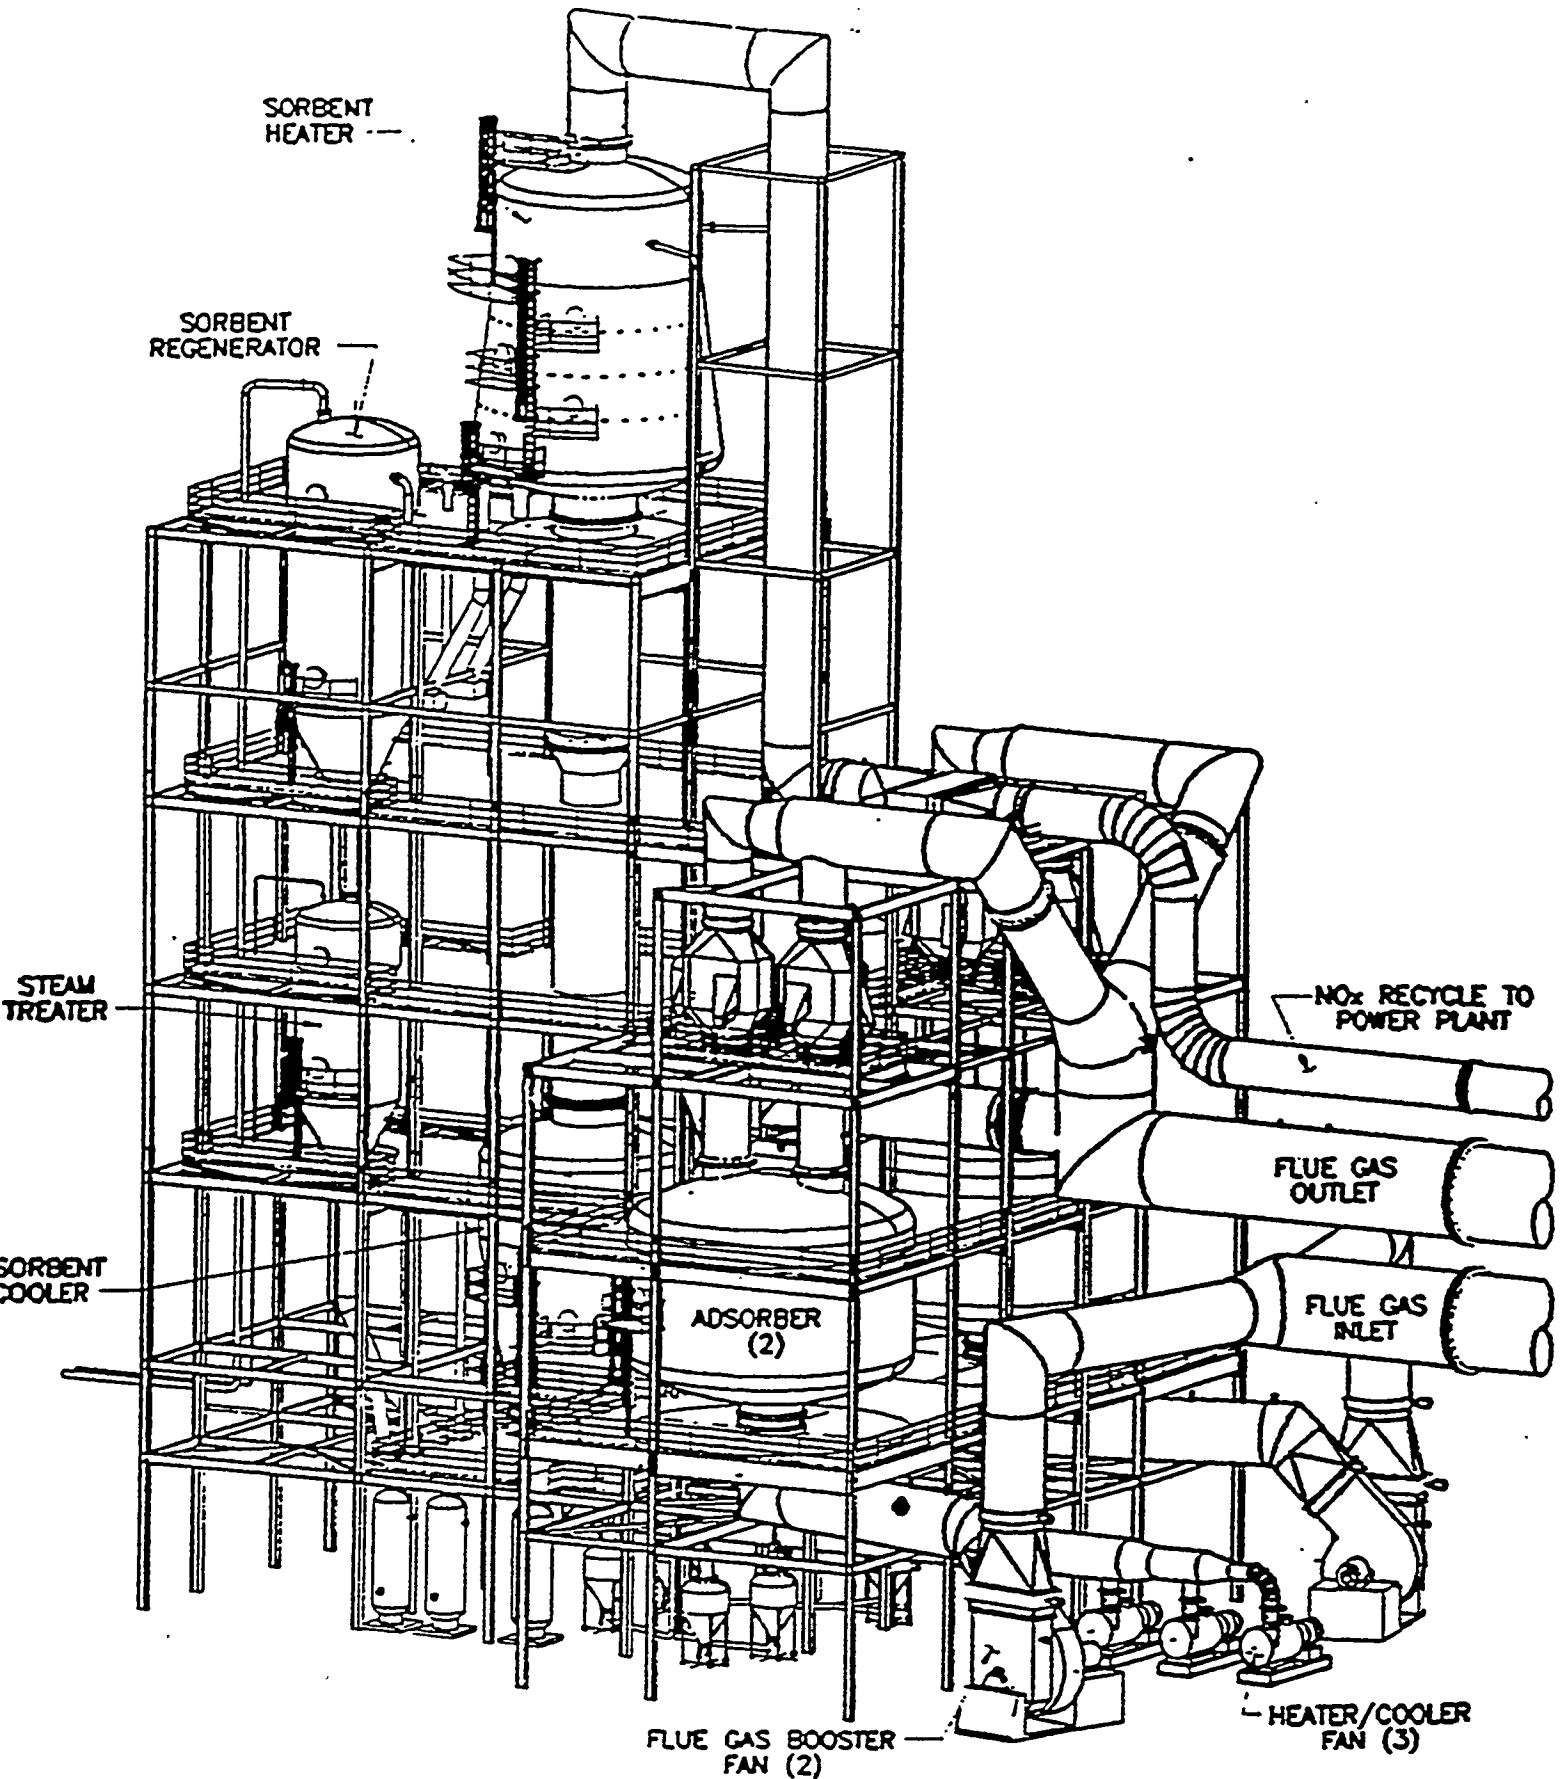 SORBENT
HEATER
SORBENT
REGENERATOR
STEAM
TREATER
NOx RECYCLE TO
POWER PLANT
FLUE GAS
OUTLET
SORBENT
COOLER
FLUE GAS
INLET
ADSORBER
(2)
HEATER/COOLER
FAN (3)
FLUE GAS BOOSTER
FAN (2)